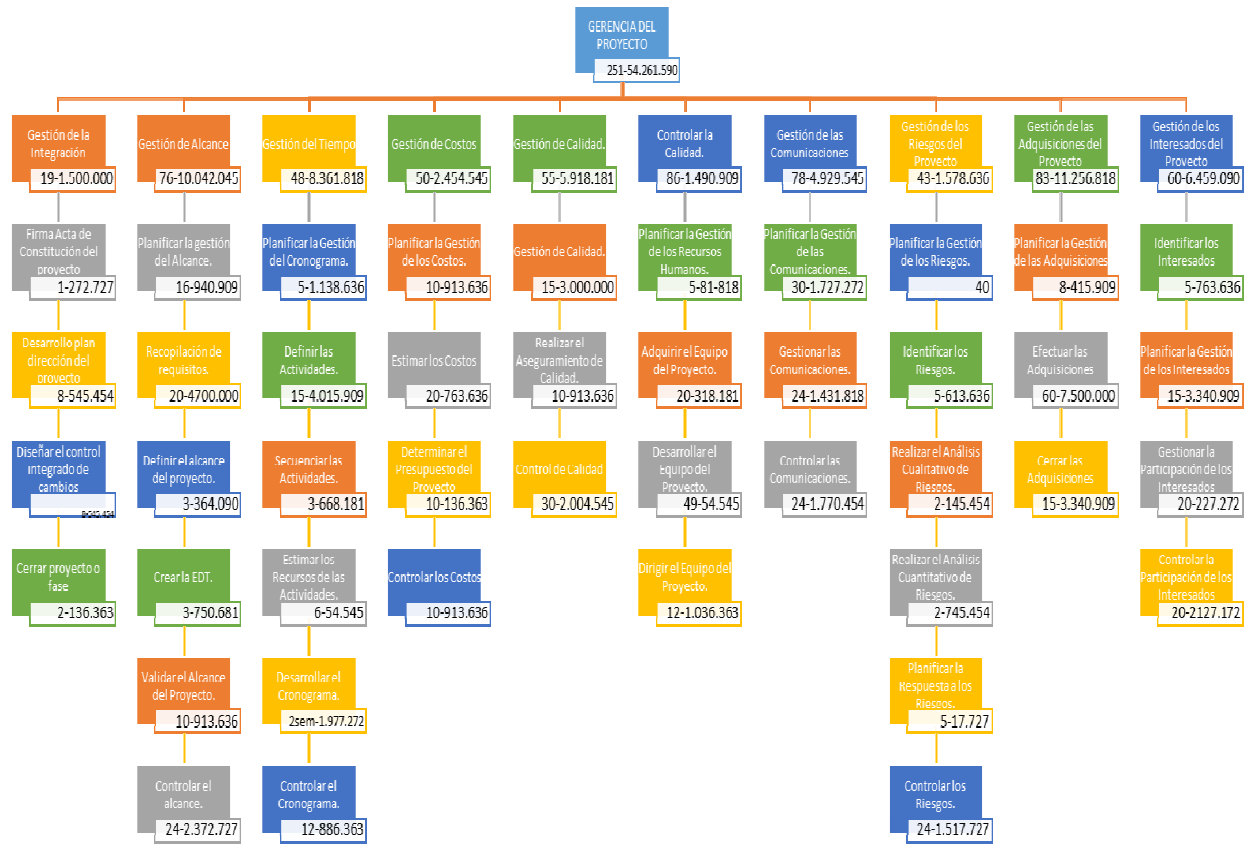 GERENCIA DEL
PROYECTO
251-54.261.590
Gestión de la
Integración
19-1.500.000
Gestión de Alcance
76-10.042.045
Gestión del Tiempo
48-8.361.818
Gestión de Costos
50-2.454.545
Gestión de Calidad.
55-5.918.181
Controlar la
Calidad.
86-1.490.909
Gestión de las
Comunicaciones
78-4.929.545
Gestión de los
Riesgos del
Proyecto
43-1.578.636
Gestión de las
Adquisiciones del
Proyecto
83-11.256.818
Gestión de los
Interesados del
Proyecto
60-6.459.090
Firma Acta de
Constitución del
proyecto
1-272.727
Planificar la gestión
del Alcance.
16-940.909
Planificar la Gestión
del Cronograma.
5-1.138.636
Planificar la Gestión
de los Costos.
10-913.636
Gestión de Calidad.
15-3.000.000
Planificar la Gestión
de los Recursos
Humanos.
5-81-818
Planificar la Gestión
de las
Comunicaciones.
30-1.727.272
Planificar la Gestión
de los Riesgos.
40
Planificar la Gestión
de las Adquisiciones
8-415.909
Identificar los
Interesados
5-763.636
Desarrollo plan
dirección del
proyecto
8-545.454
Recopilación de
requisitos.
20-4700.000
Definir las
Actividades.
15-4.015.909
Estimar los Costos
20-763.636
Realizar el
Aseguramiento de
Calidad.
10-913.636
Adquirir el Equipo
del Proyecto.
20-318.181
Gestionar las
Comunicaciones.
24-1.431.818
Identificar los
Riesgos.
5-613.636
Efectuar las
Adquisiciones
60-7.500.000
Planificar la Gestión
de los Interesados
15-3.340.909
Diseñar el control
integrado de
cambios
8-545.454
Definir el alcance
del proyecto.
3-364.090
Secuenciar las
Actividades.
3-668.181
Determinar el
Presupuesto del
Proyecto
10-136.363
Control de Calidad
30-2.004.545
Desarrollar el
Equipo del
Proyecto.
49-54.545
Controlar las
Comunicaciones.
24-1.770.454
Realizar el Análisis
Cualitativo de
Riesgos.
2-145.454
Cerrar las
Adquisiciones
15-3.340.909
Gestionar la
Participación de los
Interesados
20-227.272
Cerrar proyecto o
fase
2-136.363
Crear la EDT.
3-750.681
Estimar los
Recursos de las
Actividades.
6-54.545
Controlar los Costos
10-913.636
Dirigir el Equipo del
Proyecto.
12-1.036.363
Realizar el Análisis
Cuantitativo de
Riesgos.
2-745.454
Controlar la
Participación de los
Interesados
20-2127.172
Validar el Alcance
del Proyecto.
10-913.636
Desarrollar el
Cronograma.
2sem-1.977.272
Planificar la
Respuesta a los
Riesgos.
5-17.727
Controlar el
alcance.
24-2.372.727
Controlar el
Cronograma.
12-886.363
Controlar los
Riesgos.
24-1.517.727